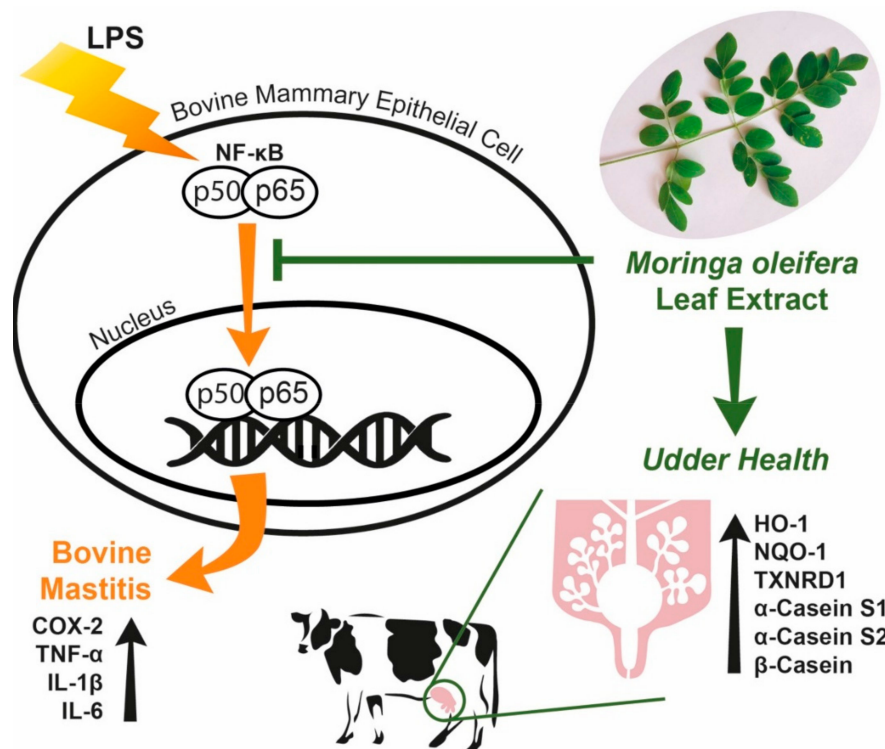 LPS
Bovine Mammary Epithelial Cell
NF-κB
p50 p65
Nucleus
p50 p65
Bovine
Mastitis
COX-2
TNF-α
IL-1β
IL-6
Moringa oleifera
Leaf Extract
Udder Health
HO-1
NQO-1
TXNRD1
α-Casein S1
α-Casein S2
β-Casein